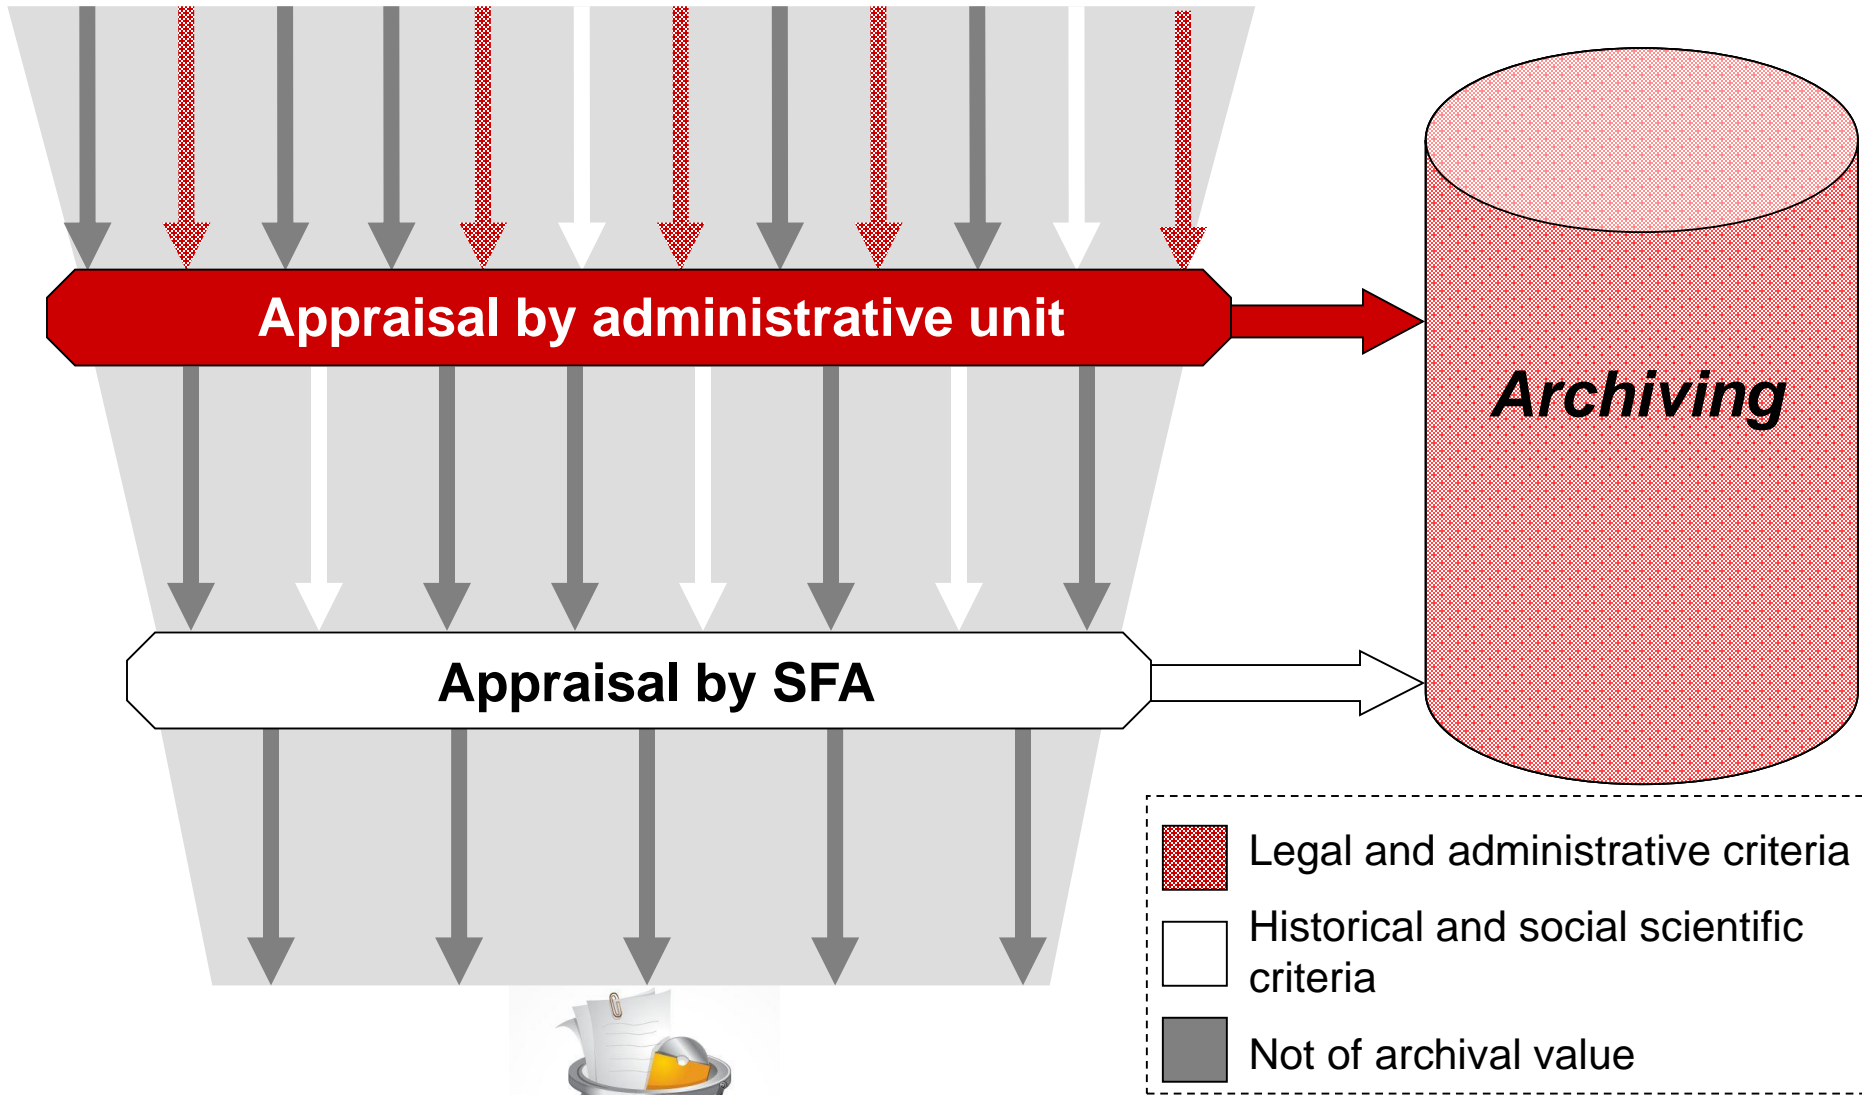 Appraisal by administrative unit
Archiving
Appraisal by SFA
Legal and administrative criteria
Historical and social scientific
criteria
Not of archival value